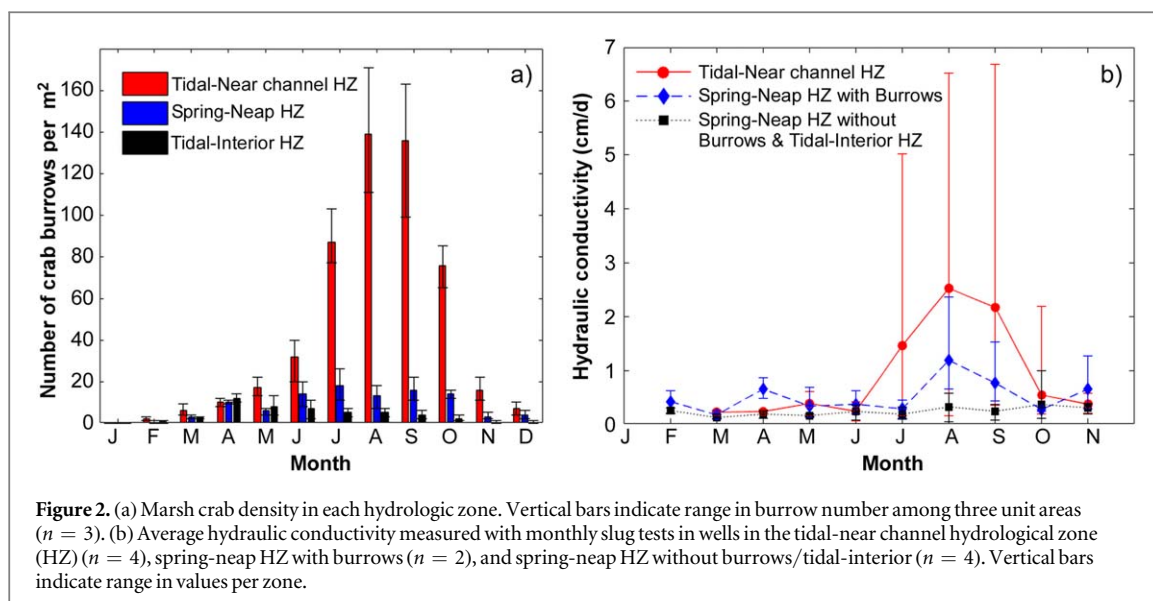 a)
Tidal-Near channel HZ
Spring-Neap HZ
Tidal-Interior HZ
Number of crab burrows per m²
160
140
120
100
80
60
40
20
0
J F M A M J J A S O N D
Month
b)
Tidal-Near channel HZ
Spring-Neap HZ with Burrows
Spring-Neap HZ without
Burrows & Tidal-Interior HZ
Hydraulic conductivity (cm/d)
7
6
5
4
3
2
1
0
J F M A M J J A S O N
Month
Figure 2. (a) Marsh crab density in each hydrologic zone. Vertical bars indicate range in burrow number among three unit areas
(n = 3). (b) Average hydraulic conductivity measured with monthly slug tests in wells in the tidal-near channel hydrological zone
(HZ) (n = 4), spring-neap HZ with burrows (n = 2), and spring-neap HZ without burrows/tidal-interior (n = 4). Vertical bars
indicate range in values per zone.